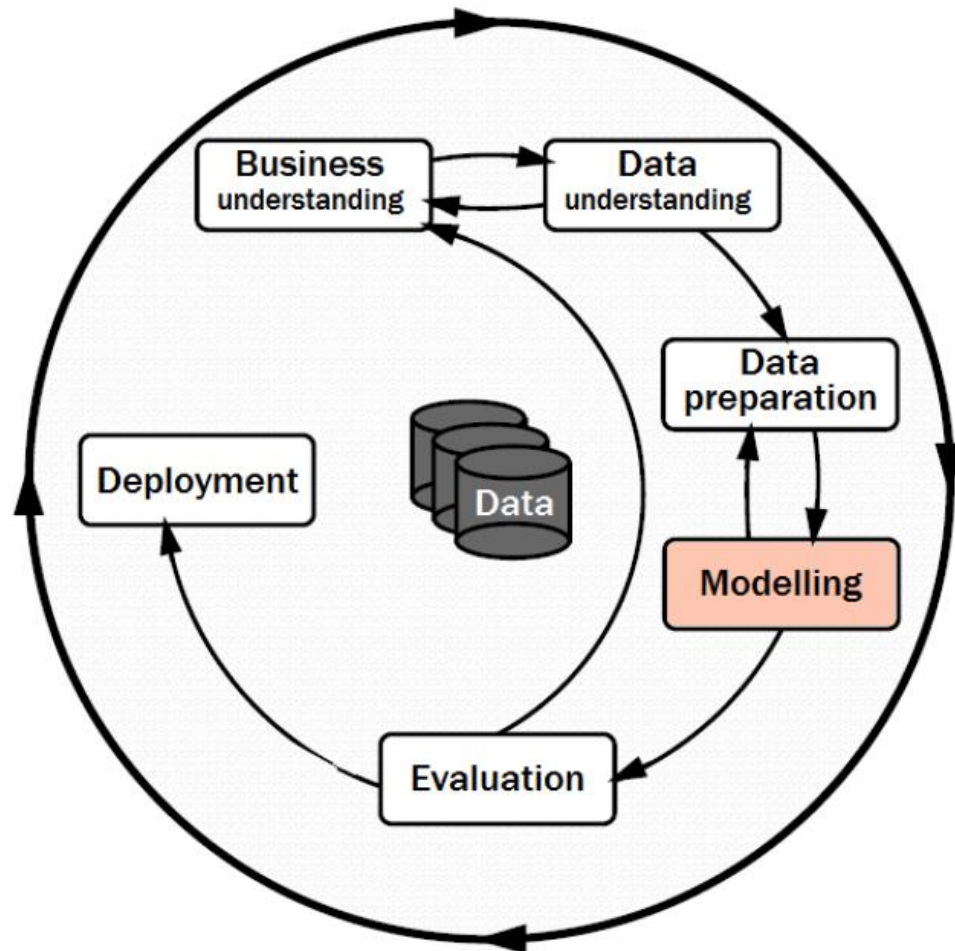 Business
understanding
Data
understanding
Data
preparation
Deployment
Data
Modelling
Evaluation